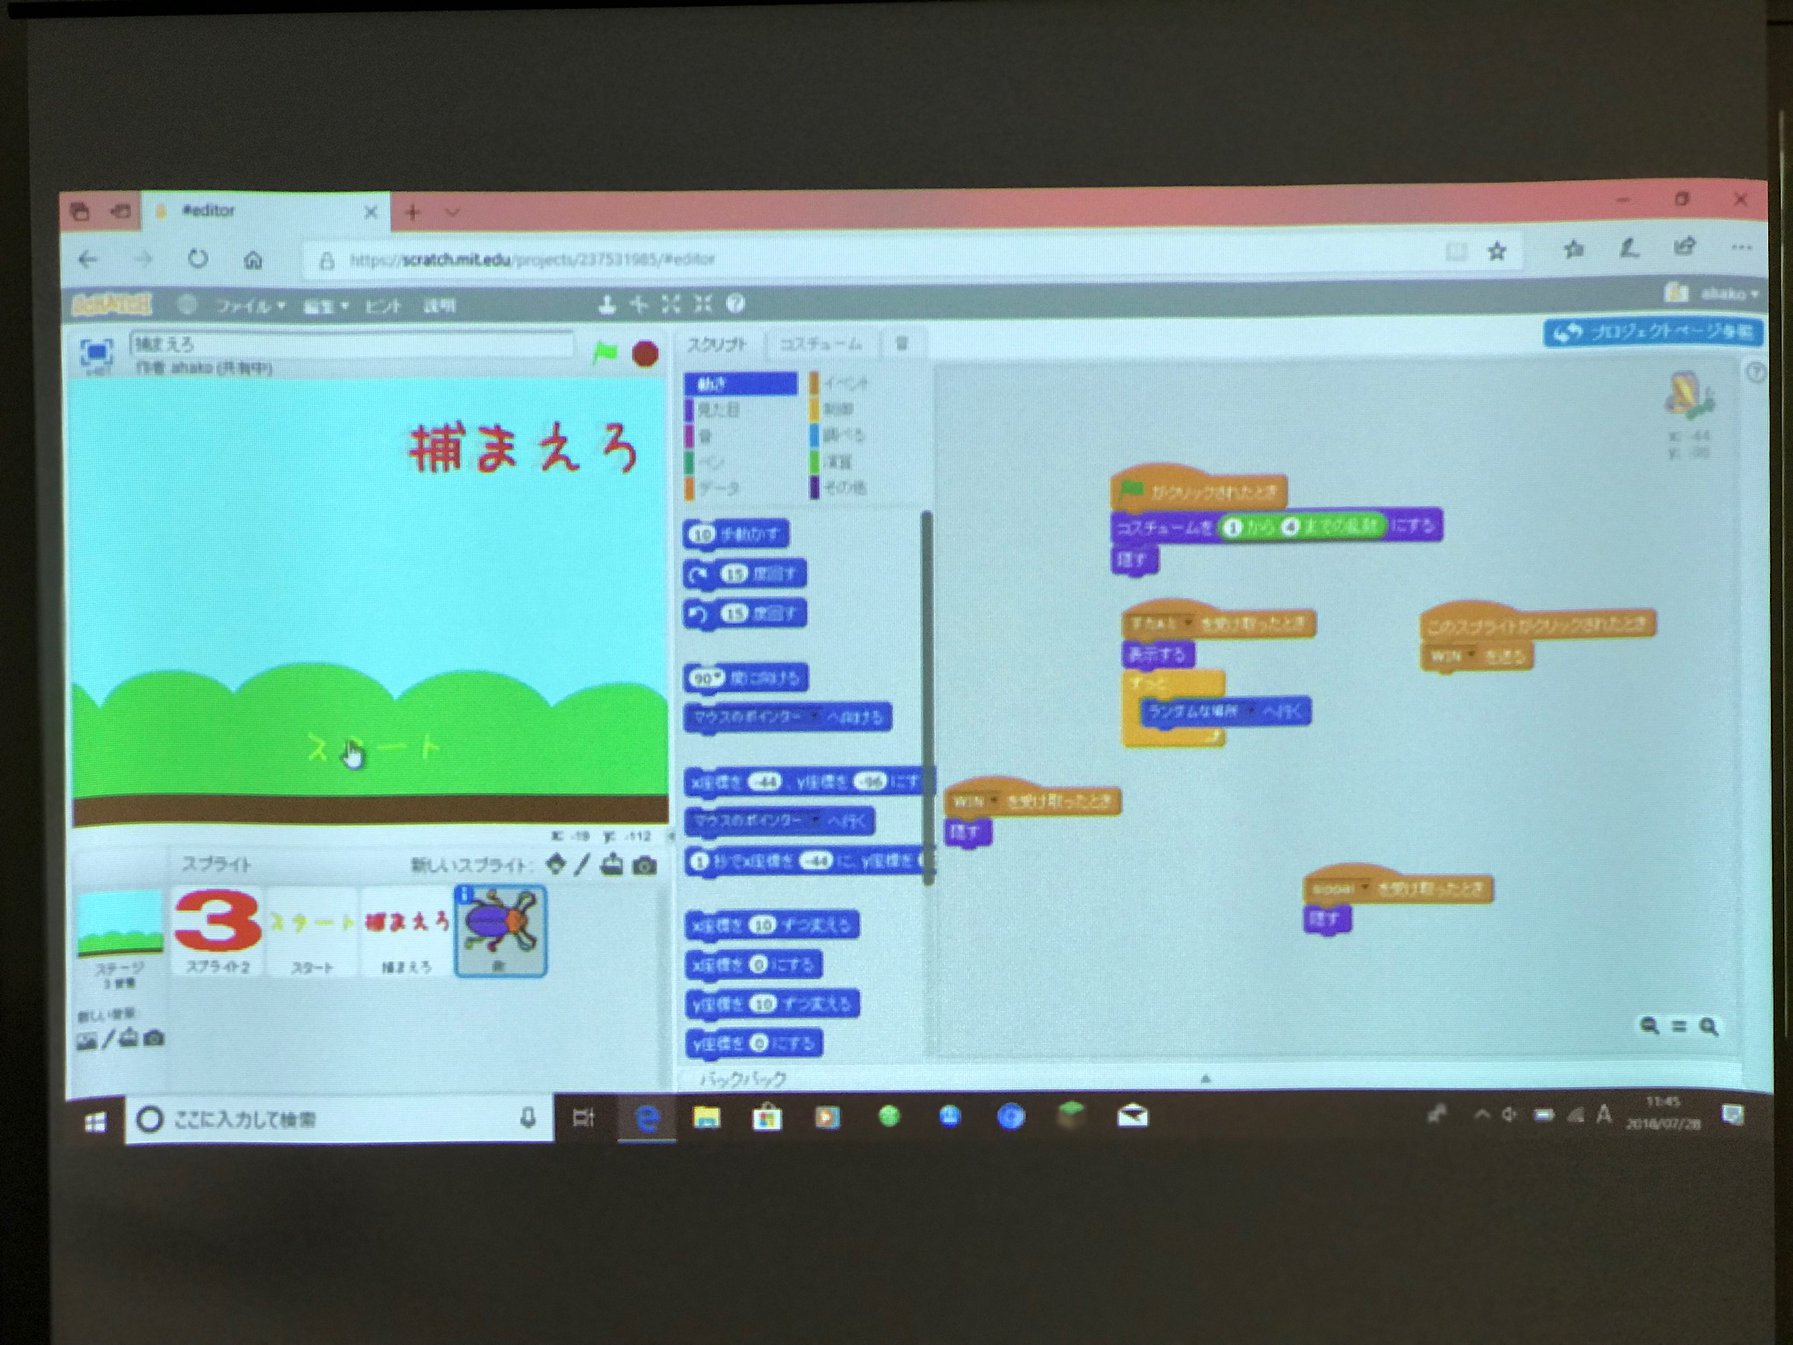 #editor
https://scratch.mit.edu/projects/237531985/#editor
SCRATCH ファイル 編集 ヒント 説明
ahako
捕まえろ
作者 ahako (共有中)
スクリプト コスチューム 音
プロジェクトページ参照
捕まえろ
スタート
動き イベント
見た目 制御
音 調べる
ペン 演算
データ その他
10 歩動かす
15 度回す
15 度回す
90 度に向ける
マウスのポインター へ向ける
x座標を -44 、y座標を -96 にす
マウスのポインター へ行く
1 秒でx座標を -44 に、y座標を
x座標を 10 ずつ変える
x座標を 0 にする
y座標を 10 ずつ変える
y座標を 0 にする
がクリックされたとき
コスチュームを 1 から 4 までの乱数 にする
隠す
を受け取ったとき
表示する
ずっと
ランダムな場所 へ行く
このスプライトがクリックされたとき
WIN を送る
WIN を受け取ったとき
隠す
を受け取ったとき
隠す
x: -44
x: -19 y: -112
スプライト 新しいスプライト:
3
スタート
捕まえろ
ステージ
3 背景
スプライト2
スタート
捕まえろ
新しい背景
バックパック
ここに入力して検索
A
11:45
2018/07/28